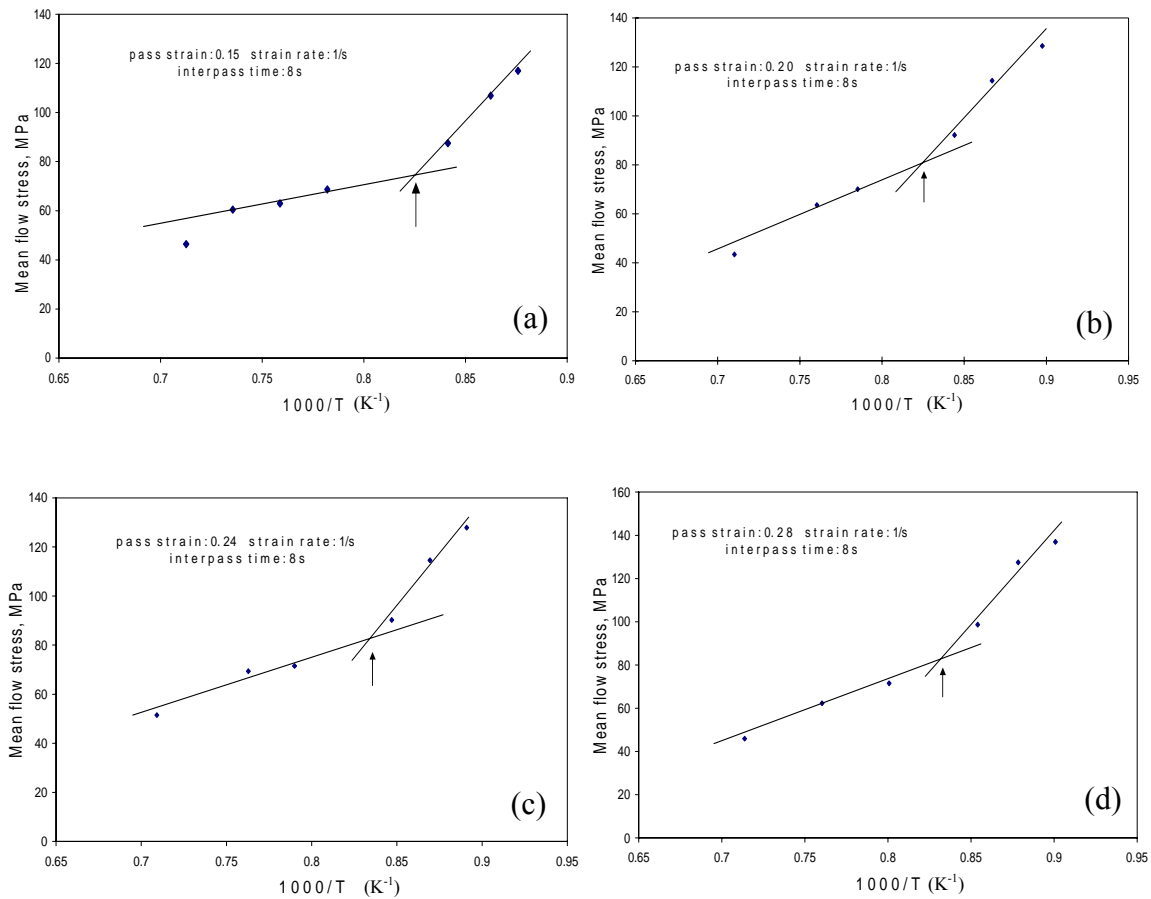 140
120
100
80
60
40
20
0
Mean flow stress, MPa
pass strain:0.15 strain rate:1/s
interpass time:8s
(a)
0.65 0.7 0.75 0.8 0.85 0.9
1000/T (K-1)
140
120
100
80
60
40
20
0
Mean flow stress, MPa
pass strain:0.20 strain rate:1/s
interpass time:8s
(b)
0.65 0.7 0.75 0.8 0.85 0.9 0.95
1000/T (K-1)
140
120
100
80
60
40
20
0
Mean flow stress, MPa
pass strain:0.24 strain rate:1/s
interpass time:8s
(c)
0.65 0.7 0.75 0.8 0.85 0.9 0.95
1000/T (K-1)
160
140
120
100
80
60
40
20
0
Mean flow stress, MPa
pass strain:0.28 strain rate:1/s
interpass time:8s
(d)
0.65 0.7 0.75 0.8 0.85 0.9 0.95
1000/T (K-1)